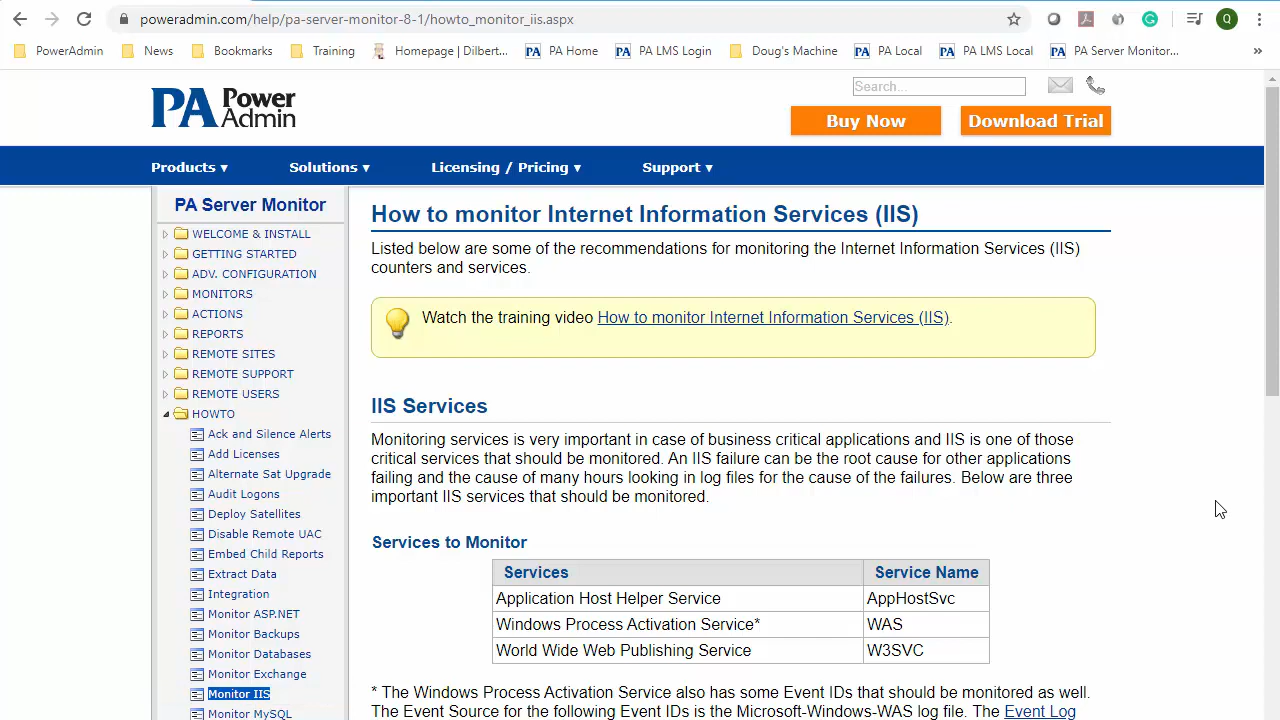 poweradmin.com/help/pa-server-monitor-8-1/howto_monitor_iis.aspx
Q
PowerAdmin News Bookmarks Training Homepage | Dilbert... PA PA Home PA PA LMS Login Doug's Machine PA PA Local PA PA LMS Local PA PA Server Monitor... »
Search...
PA Power Admin
Buy Now Download Trial
Products ▾ Solutions ▾ Licensing / Pricing ▾ Support ▾
PA Server Monitor
WELCOME & INSTALL
GETTING STARTED
ADV. CONFIGURATION
MONITORS
ACTIONS
REPORTS
REMOTE SITES
REMOTE SUPPORT
REMOTE USERS
HOWTO
Ack and Silence Alerts
Add Licenses
Alternate Sat Upgrade
Audit Logons
Deploy Satellites
Disable Remote UAC
Embed Child Reports
Extract Data
Integration
Monitor ASP.NET
Monitor Backups
Monitor Databases
Monitor Exchange
Monitor IIS
Monitor MySQL
How to monitor Internet Information Services (IIS)
Listed below are some of the recommendations for monitoring the Internet Information Services (IIS)
counters and services.
Watch the training video How to monitor Internet Information Services (IIS).
IIS Services
Monitoring services is very important in case of business critical applications and IIS is one of those
critical services that should be monitored. An IIS failure can be the root cause for other applications
failing and the cause of many hours looking in log files for the cause of the failures. Below are three
important IIS services that should be monitored.
Services to Monitor
Services Service Name
Application Host Helper Service AppHostSvc
Windows Process Activation Service* WAS
World Wide Web Publishing Service W3SVC
* The Windows Process Activation Service also has some Event IDs that should be monitored as well.
The Event Source for the following Event IDs is the Microsoft-Windows-WAS log file. The Event Log